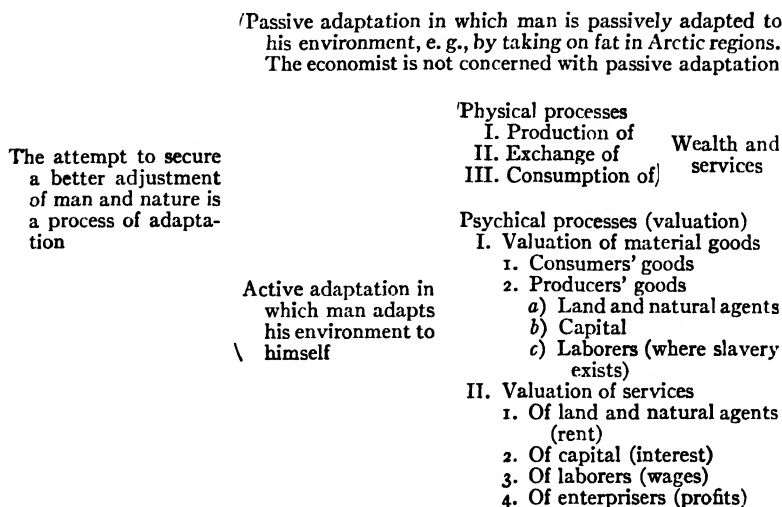 Passive adaptation in which man is passively adapted to
his environment, e. g., by taking on fat in Arctic regions.
The economist is not concerned with passive adaptation
The attempt to secure
a better adjustment
of man and nature is
a process of adapta-
tion
Active adaptation in
which man adapts
his environment to
himself
Physical processes
I. Production of
II. Exchange of
III. Consumption of
Wealth and
services
Psychical processes (valuation)
I. Valuation of material goods
1. Consumers' goods
2. Producers' goods
a) Land and natural agents
b) Capital
c) Laborers (where slavery
exists)
II. Valuation of services
1. Of land and natural agents
(rent)
2. Of capital (interest)
3. Of laborers (wages)
4. Of enterprisers (profits)